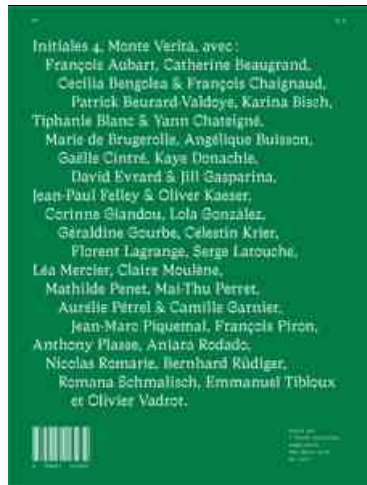 Initiales 4, Monte Verità, avec :
François Aubart, Catherine Beaugrand,
Cecilia Bengolea & François Chaignaud,
Patrick Beurard-Valdoye, Karina Bisch,
Tiphanie Blanc & Yann Chateigné,
Marie de Brugerolle, Angélique Buisson,
Gaëlle Cintré, Kaye Donachie,
David Evrard & Jill Gasparina,
Jean-Paul Felley & Olivier Kaeser,
Corinne Giandou, Lola González,
Géraldine Gourbe, Célestin Krier,
Florent Lagrange, Serge Latouche,
Léa Mercier, Claire Moulène,
Mathilde Penet, Mai-Thu Perret,
Aurélie Pétrel & Camille Garnier,
Jean-Marc Piquemal, François Piron,
Anthony Plasse, Aniara Rodado,
Nicolas Romarie, Bernhard Rüdiger,
Romana Schmalisch, Emmanuel Tibloux
et Olivier Vadrot.